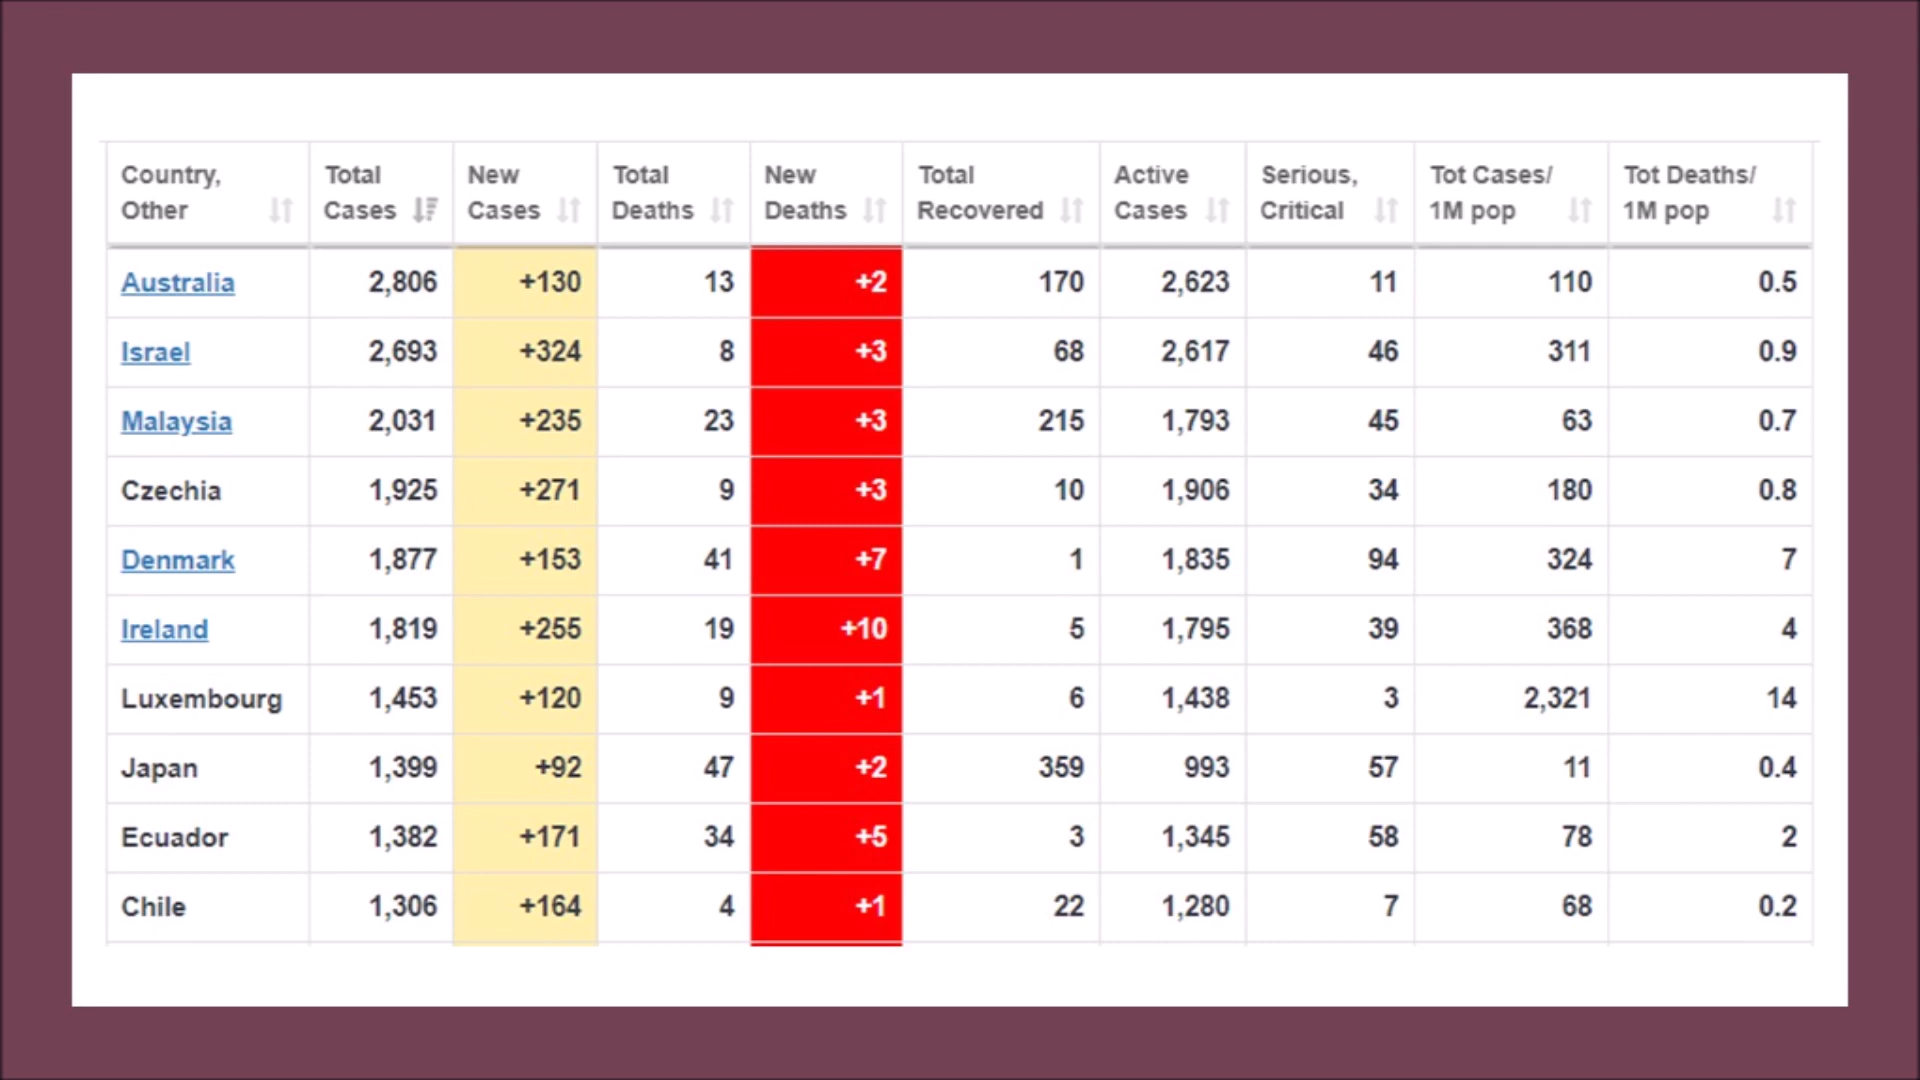 Country, Other Total Cases New Cases Total Deaths New Deaths Total Recovered Active Cases Serious, Critical Tot Cases/ 1M pop Tot Deaths/ 1M pop
Australia 2,806 +130 13 +2 170 2,623 11 110 0.5
Israel 2,693 +324 8 +3 68 2,617 46 311 0.9
Malaysia 2,031 +235 23 +3 215 1,793 45 63 0.7
Czechia 1,925 +271 9 +3 10 1,906 34 180 0.8
Denmark 1,877 +153 41 +7 1 1,835 94 324 7
Ireland 1,819 +255 19 +10 5 1,795 39 368 4
Luxembourg 1,453 +120 9 +1 6 1,438 3 2,321 14
Japan 1,399 +92 47 +2 359 993 57 11 0.4
Ecuador 1,382 +171 34 +5 3 1,345 58 78 2
Chile 1,306 +164 4 +1 22 1,280 7 68 0.2